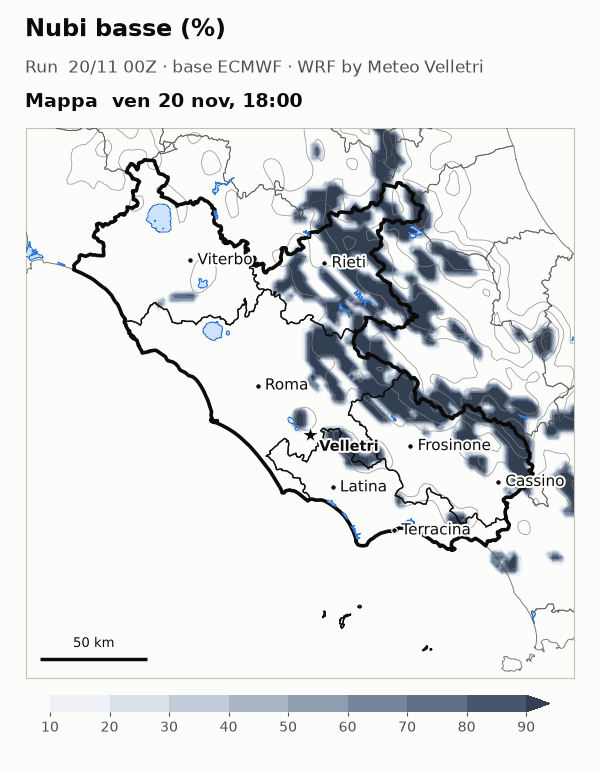 Nubi basse (%)
Run  20/11 00Z · base ECMWF · WRF by Meteo Velletri
Mappa  ven 20 nov, 18:00
Viterbo
Rieti
Roma
Velletri
Frosinone
Cassino
Latina
Terracina
50 km
10 20 30 40 50 60 70 80 90